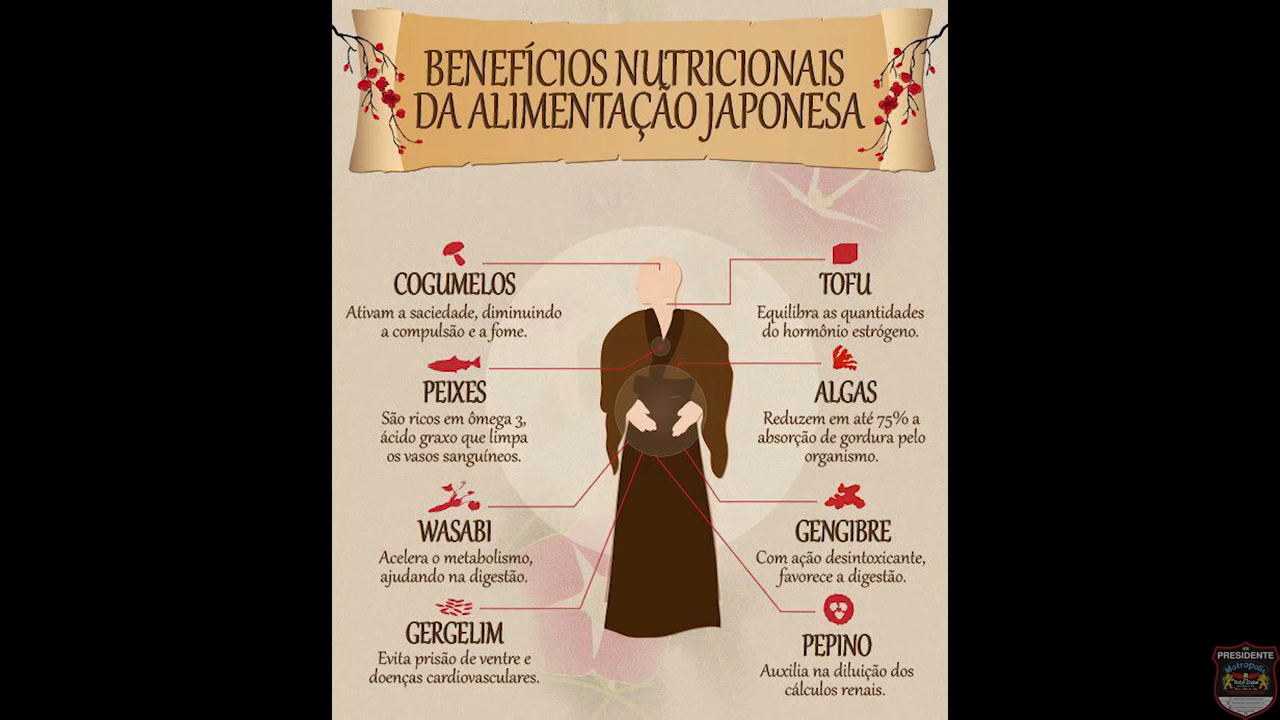 BENEFÍCIOS NUTRICIONAIS
DA ALIMENTAÇÃO JAPONESA
COGUMELOS
Ativam a saciedade, diminuindo
a compulsão e a fome.
PEIXES
São ricos em ômega 3,
ácido graxo que limpa
os vasos sanguíneos.
WASABI
Acelera o metabolismo,
ajudando na digestão.
GERGELIM
Evita prisão de ventre e
doenças cardiovasculares.
TOFU
Equilibra as quantidades
do hormônio estrógeno.
ALGAS
Reduzem em até 75% a
absorção de gordura pelo
organismo.
GENGIBRE
Com ação desintoxicante,
favorece a digestão.
PEPINO
Auxilia na diluição dos
cálculos renais.
PRESIDENTE
Motropolis